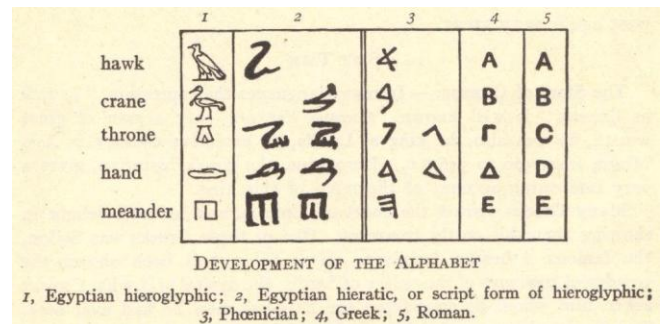 1 2 3 4 5
hawk A A
crane B B
throne Γ C
hand Δ D
meander E E
DEVELOPMENT OF THE ALPHABET
1, Egyptian hieroglyphic; 2, Egyptian hieratic, or script form of hieroglyphic;
3, Phœnician; 4, Greek; 5, Roman.